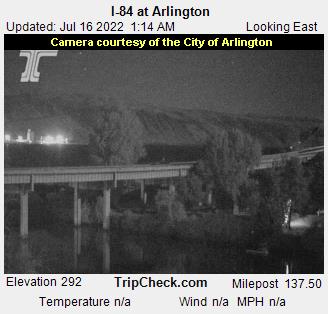 I-84 at Arlington
Updated: Jul 16 2022 1:14 AM Looking East
Camera courtesy of the City of Arlington
Elevation 292 TripCheck.com Milepost 137.50
Temperature n/a Wind n/a MPH n/a